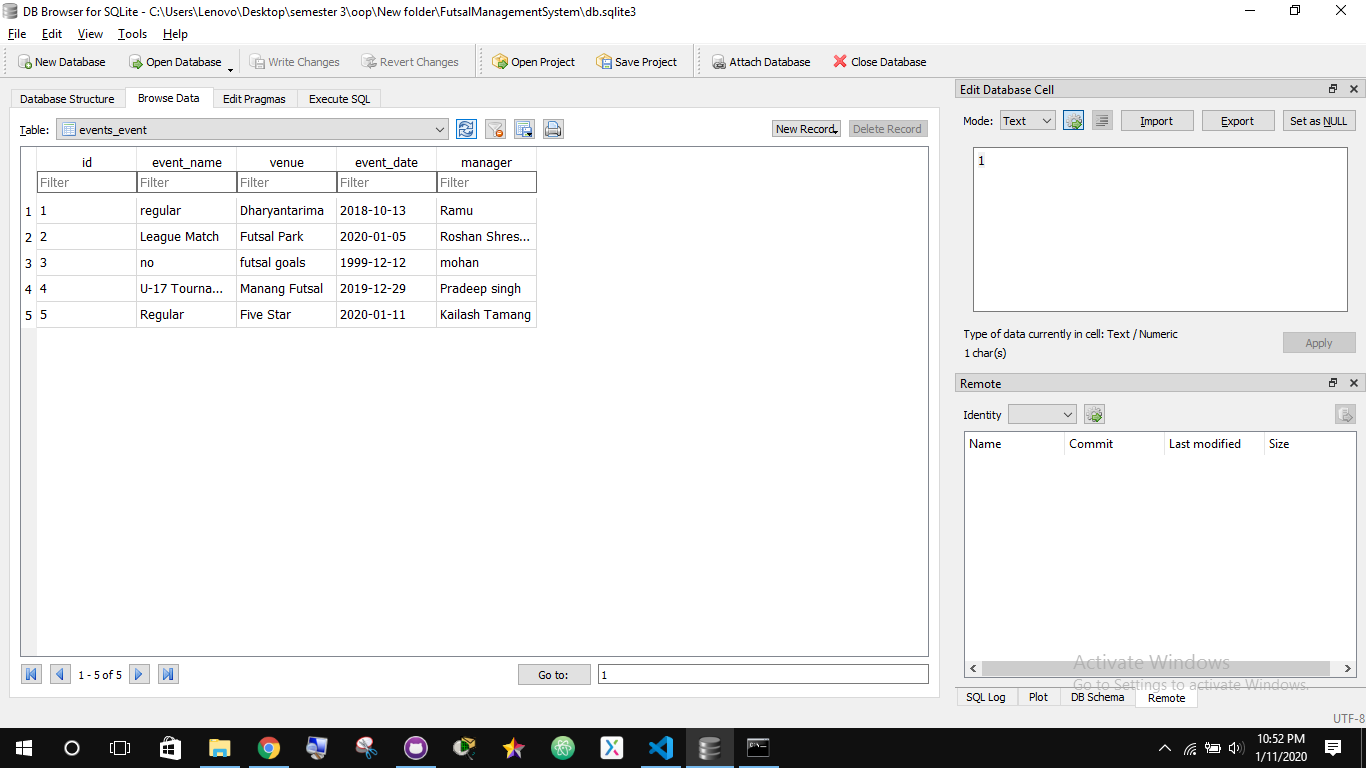 DB Browser for SQLite - C:\Users\Lenovo\Desktop\semester 3\oop\New folder\FutsalManagementSystem\db.sqlite3
File Edit View Tools Help
New Database Open Database Write Changes Revert Changes Open Project Save Project Attach Database Close Database
Database Structure Browse Data Edit Pragmas Execute SQL
Table: events_event New Record Delete Record
id event_name venue event_date manager
Filter Filter Filter Filter Filter
1 1 regular Dharyantarima 2018-10-13 Ramu
2 2 League Match Futsal Park 2020-01-05 Roshan Shres...
3 3 no futsal goals 1999-12-12 mohan
4 4 U-17 Tourna... Manang Futsal 2019-12-29 Pradeep singh
5 5 Regular Five Star 2020-01-11 Kailash Tamang
1 - 5 of 5 Go to: 1
Edit Database Cell
Mode: Text Import Export Set as NULL
1
Type of data currently in cell: Text / Numeric
1 char(s)
Apply
Remote
Identity
Name Commit Last modified Size
Activate Windows
Go to Settings to activate Windows.
SQL Log Plot DB Schema Remote
UTF-8
10:52 PM
1/11/2020